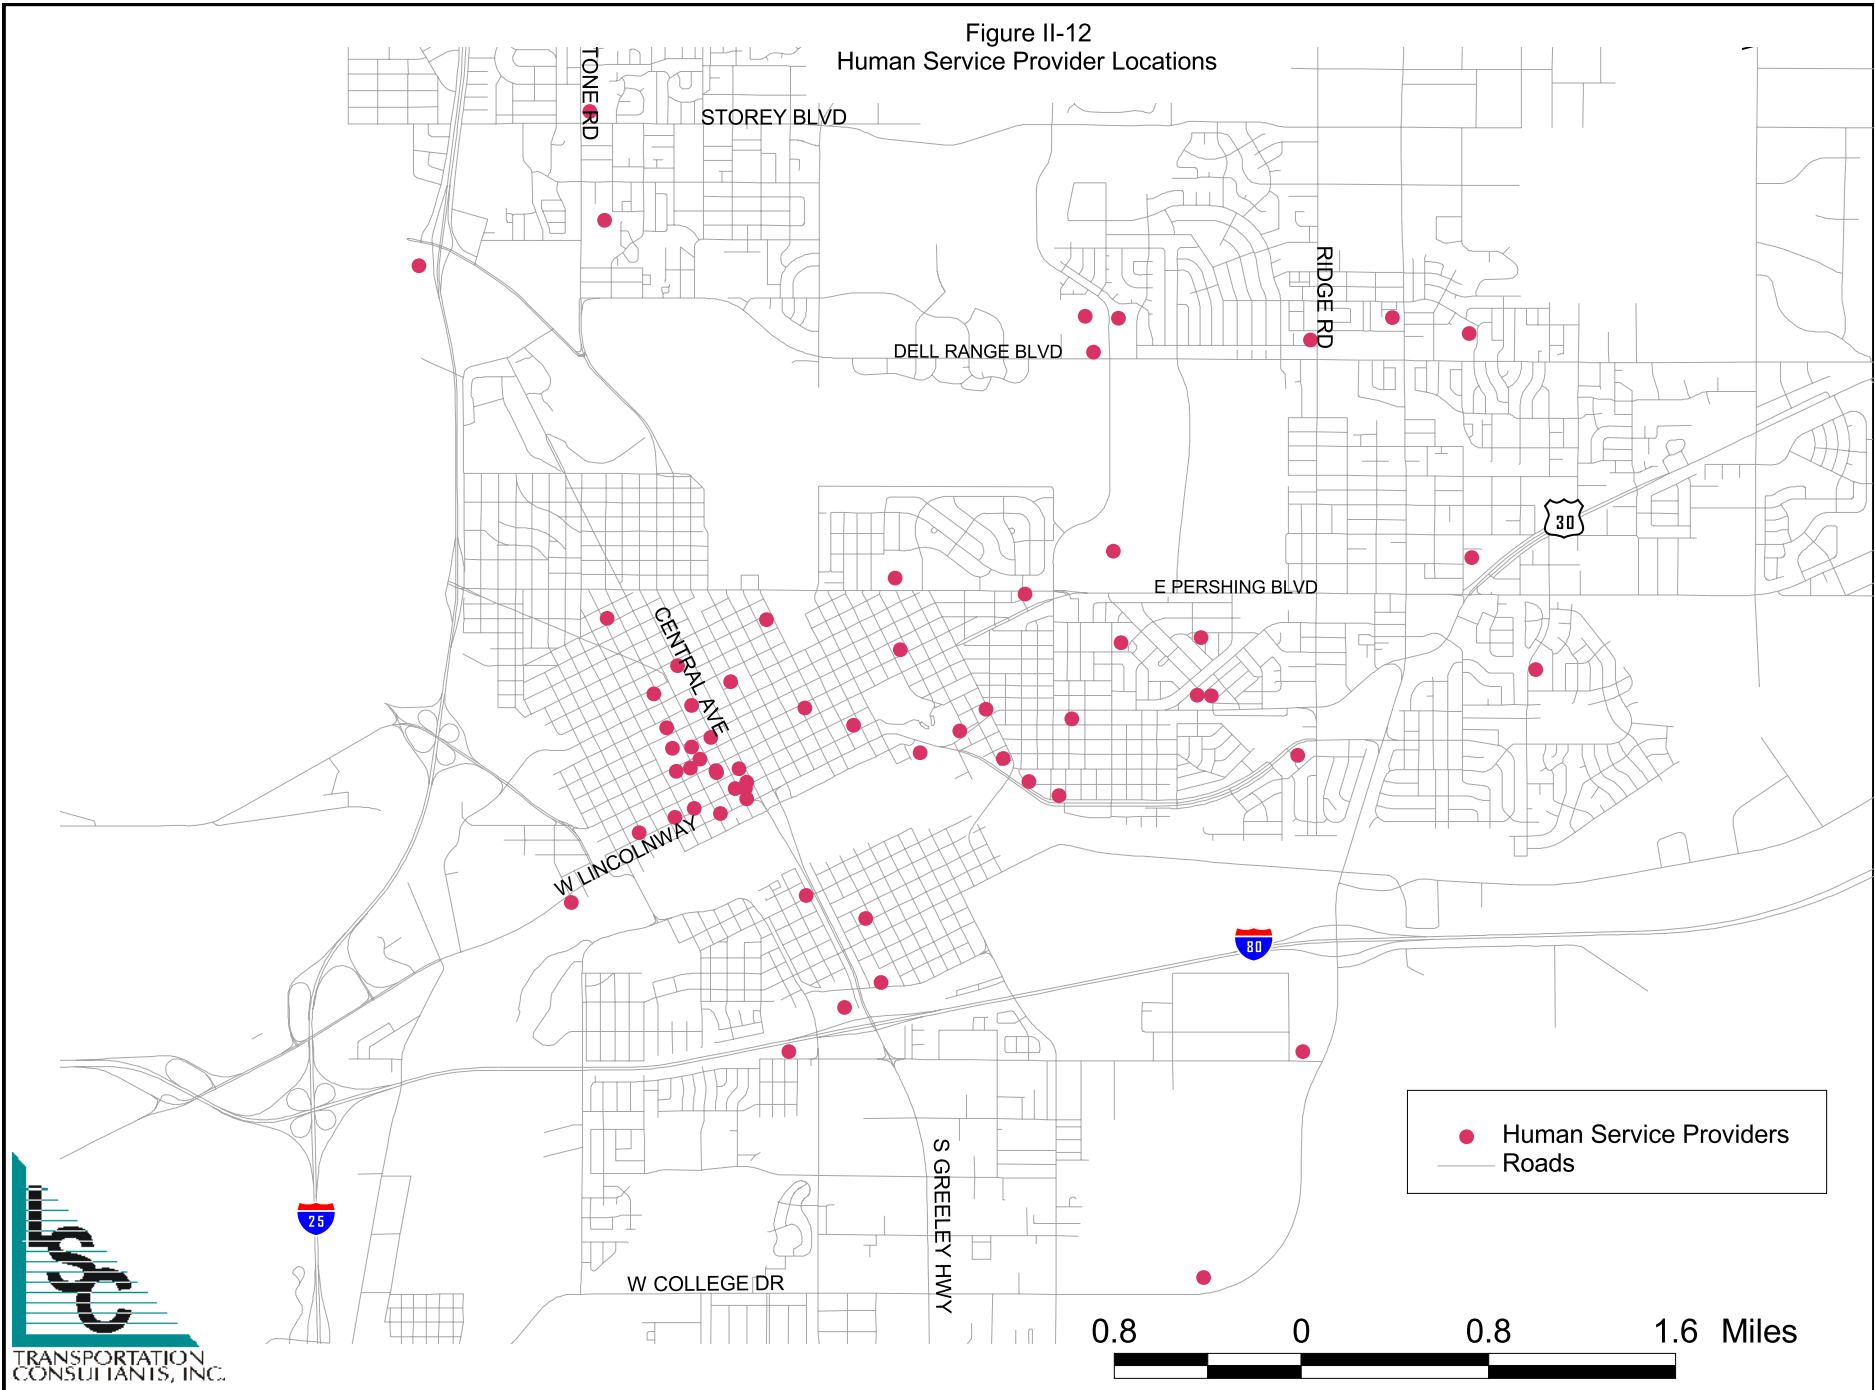 Figure II-12
Human Service Provider Locations
TONE RD
STOREY BLVD
RIDGE RD
DELL RANGE BLVD
30
E PERSHING BLVD
CENTRAL AVE
W LINCOLNWAY
80
Human Service Providers
Roads
S GREELEY HWY
25
W COLLEGE DR
LSC
TRANSPORTATION
CONSULTANTS, INC.
0.8 0 0.8 1.6 Miles